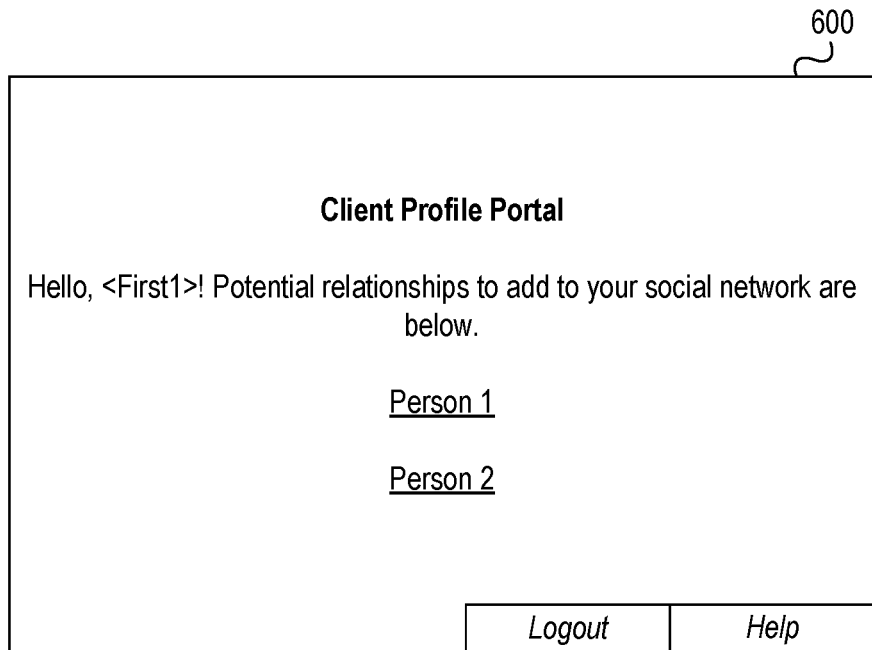 600
Client Profile Portal
Hello, <First1>! Potential relationships to add to your social network are
below.
Person 1
Person 2
Logout Help